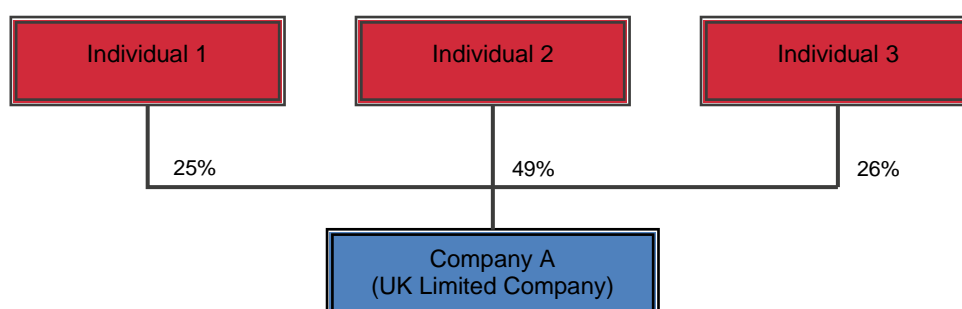 Individual 1
Individual 2
Individual 3
25%
49%
26%
Company A
(UK Limited Company)